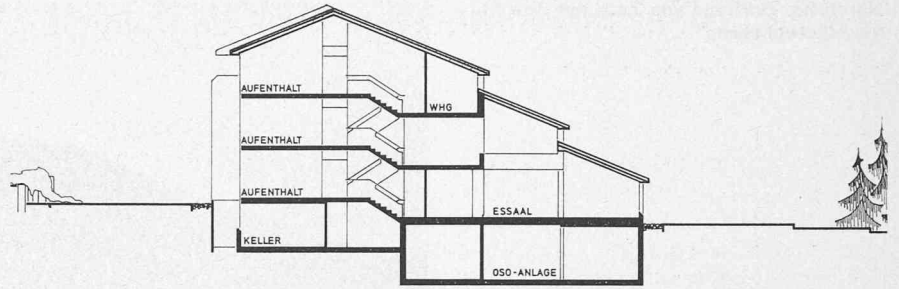 AUFENTHALT
WHG
AUFENTHALT
AUFENTHALT
ESSAAL
KELLER
OSO-ANLAGE